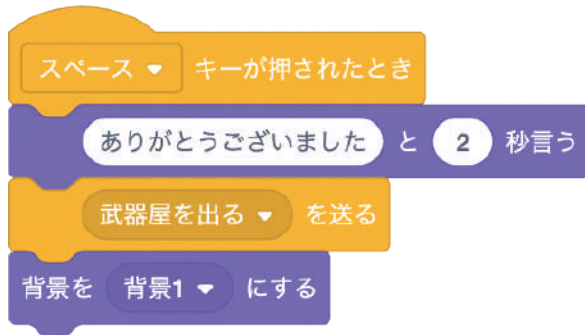 スペース キーが押されたとき
ありがとうございました と 2 秒言う
武器屋を出る を送る
背景を 背景1 にする